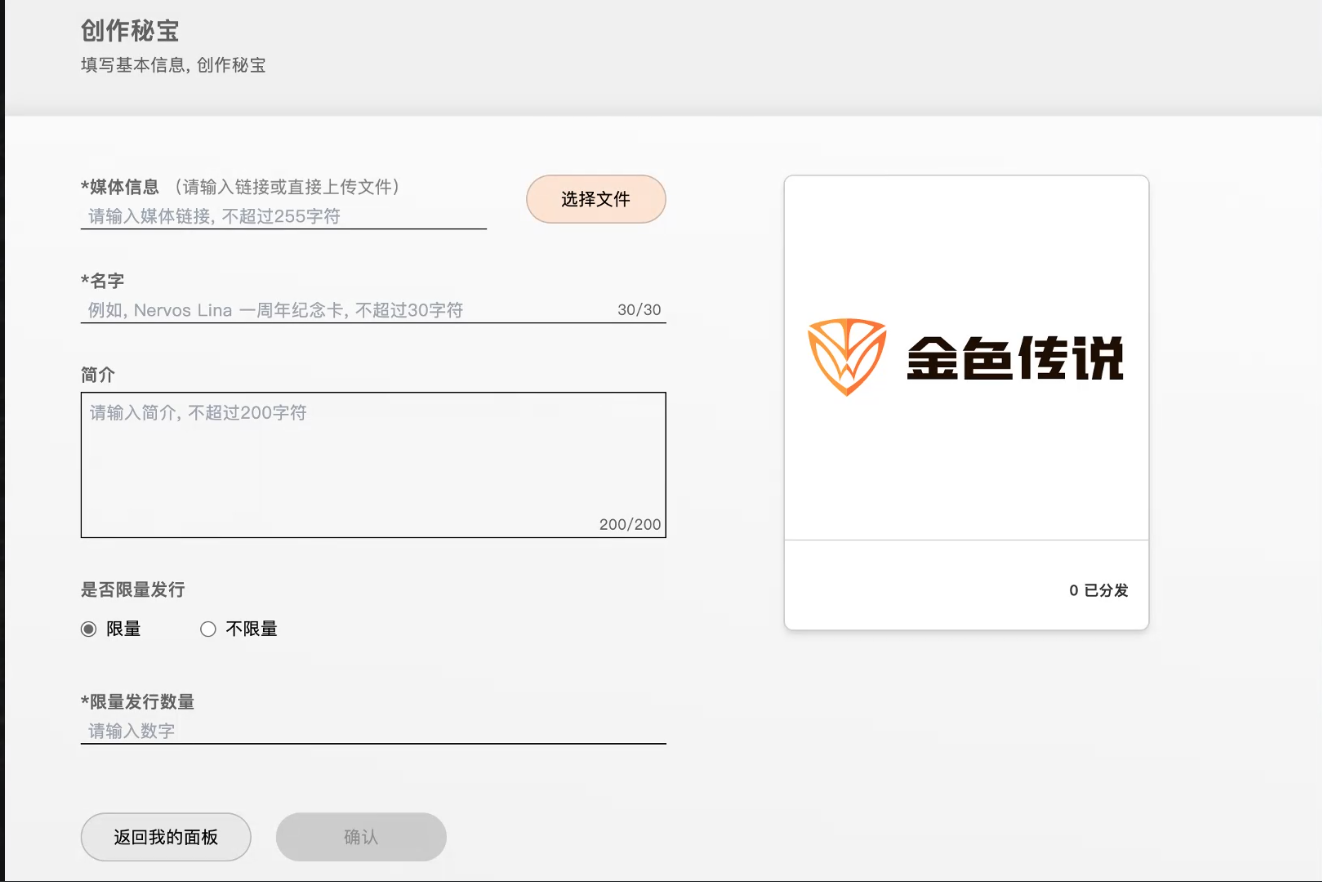 创作秘宝
填写基本信息, 创作秘宝
*媒体信息 （请输入链接或直接上传文件）
请输入媒体链接, 不超过255字符
选择文件
*名字
例如, Nervos Lina 一周年纪念卡, 不超过30字符
30/30
简介
请输入简介, 不超过200字符
200/200
是否限量发行
限量
不限量
*限量发行数量
请输入数字
返回我的面板
确认
金色传说
0 已分发